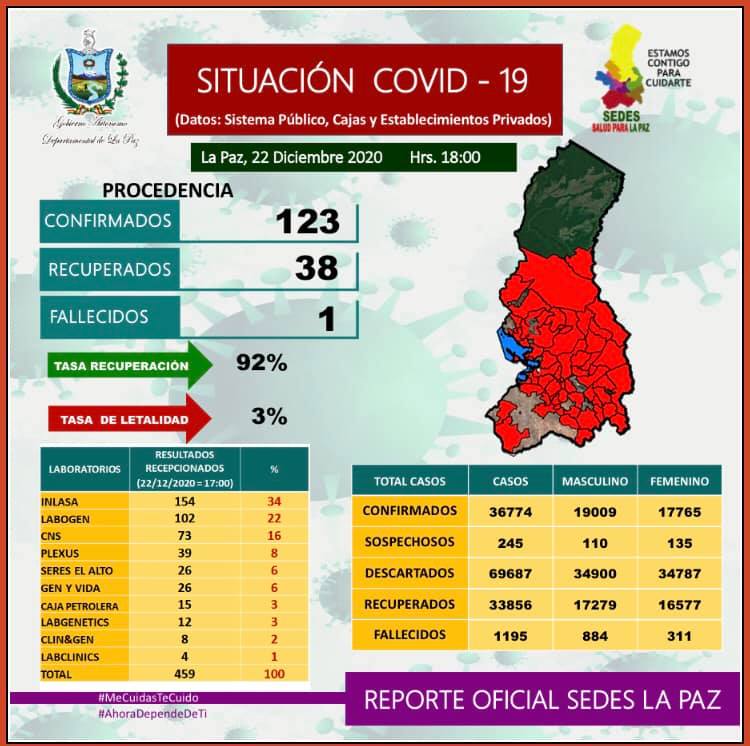 SITUACIÓN COVID - 19
(Datos: Sistema Público, Cajas y Establecimientos Privados)
Gobierno Autónomo
Departamental de La Paz
ESTAMOS
CONTIGO
PARA
CUIDARTE
SEDES
SALUD PARA LA PAZ
La Paz, 22 Diciembre 2020 Hrs. 18:00
PROCEDENCIA
CONFIRMADOS 123
RECUPERADOS 38
FALLECIDOS 1
TASA RECUPERACIÓN 92%
TASA DE LETALIDAD 3%
LABORATORIOS RESULTADOS RECEPCIONADOS (22/12/2020 = 17:00) %
INLASA 154 34
LABOGEN 102 22
CNS 73 16
PLEXUS 39 8
SERES EL ALTO 26 6
GEN Y VIDA 26 6
CAJA PETROLERA 15 3
LABGENETICS 12 3
CLIN&GEN 8 2
LABCLINICS 4 1
TOTAL 459 100
TOTAL CASOS CASOS MASCULINO FEMENINO
CONFIRMADOS 36774 19009 17765
SOSPECHOSOS 245 110 135
DESCARTADOS 69687 34900 34787
RECUPERADOS 33856 17279 16577
FALLECIDOS 1195 884 311
#MeCuidasTeCuido
#AhoraDependeDeTi
REPORTE OFICIAL SEDES LA PAZ